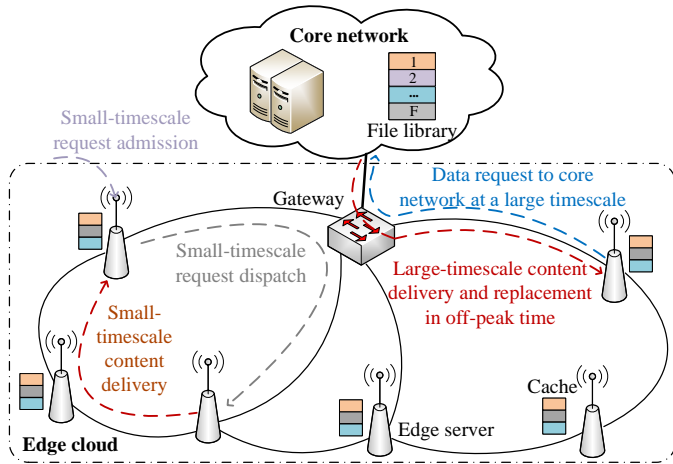 Core network
1
2
...
F
File library
Small-timescale
request admission
Data request to core
network at a large timescale
Gateway
Small-timescale
request dispatch
Large-timescale content
delivery and replacement
in off-peak time
Small-
timescale
content
delivery
Cache
Edge server
Edge cloud